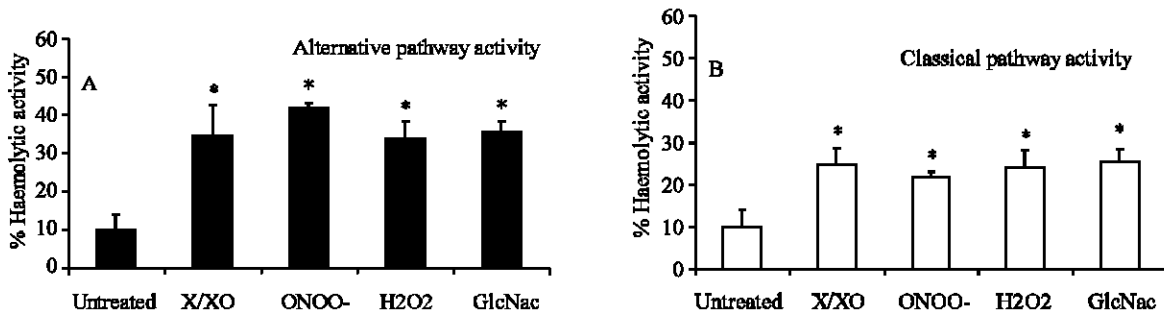 A
Alternative pathway activity
% Haemolytic activity
60
50
40
30
20
10
0
*
*
*
*
Untreated X/XO ONOO- H2O2 GlcNac
B
Classical pathway activity
% Haemolytic activity
60
50
40
30
20
10
0
*
*
*
*
Untreated X/XO ONOO- H2O2 GlcNac